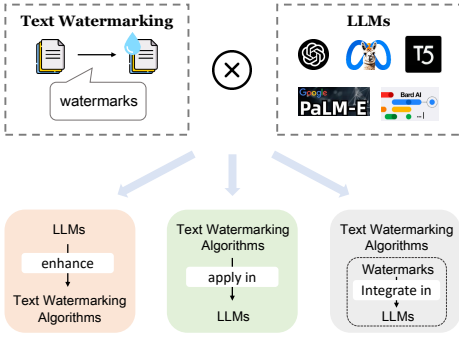 Text Watermarking
watermarks
LLMs
T5
Google
PaLM-E
Bard AI
LLMs
enhance
Text Watermarking
Algorithms
Text Watermarking
Algorithms
apply in
LLMs
Text Watermarking
Algorithms
Watermarks
Integrate in
LLMs